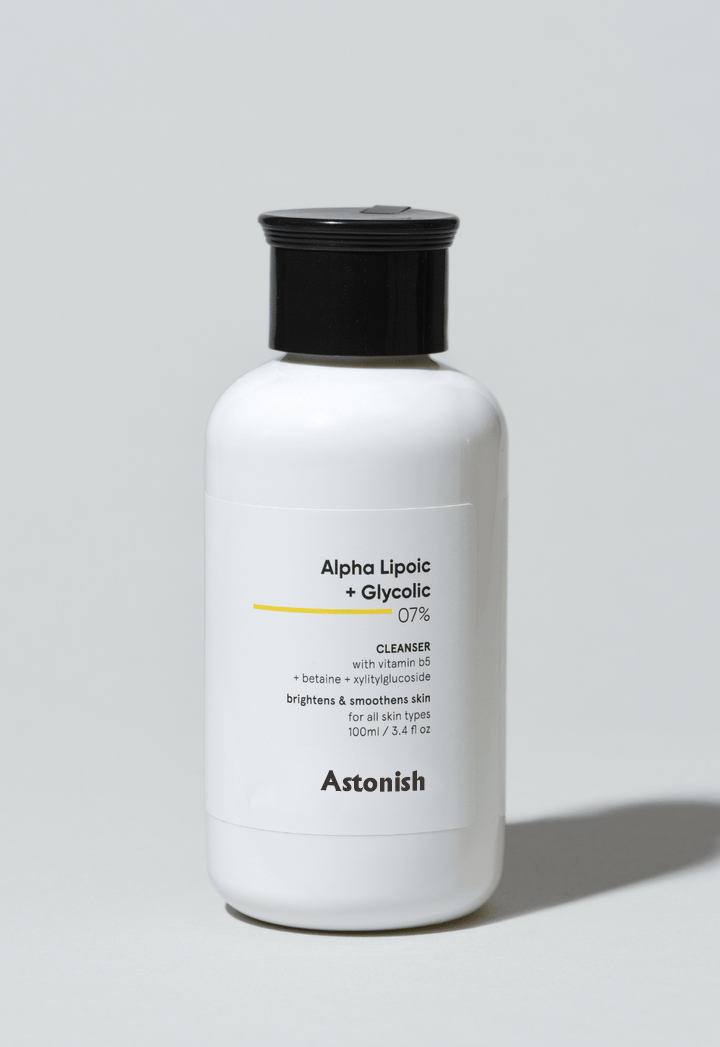 Alpha Lipoic
+ Glycolic
07%
CLEANSER
with vitamin b5
+ betaine + xylitylglucoside
brightens & smoothens skin
for all skin types
100ml / 3.4 fl oz
Astonish